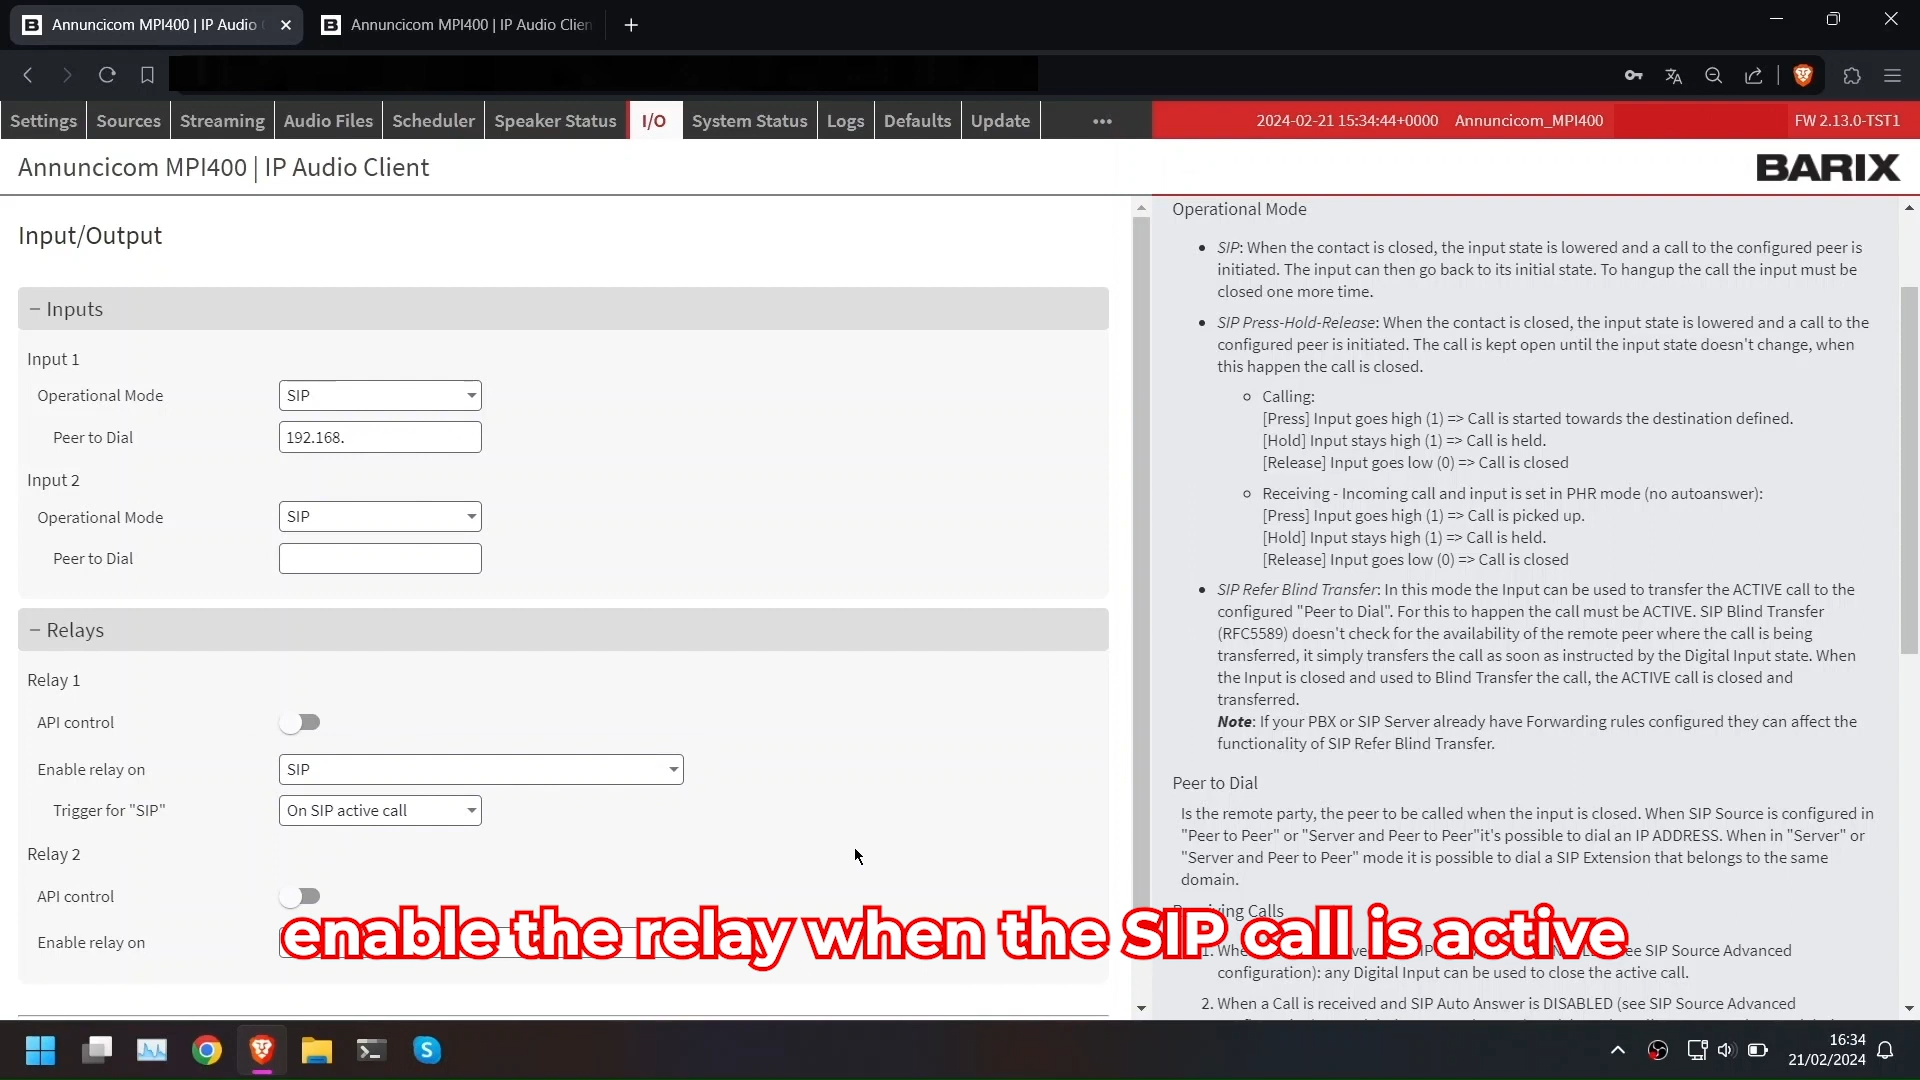 Annuncicom MPI400 | IP Audio
Annuncicom MPI400 | IP Audio Clien
Settings
Sources
Streaming
Audio Files
Scheduler
Speaker Status
I/O
System Status
Logs
Defaults
Update
•••
2024-02-21 15:34:44+0000
Annuncicom_MPI400
FW 2.13.0-TST1
Annuncicom MPI400 | IP Audio Client
BARIX
Input/Output
− Inputs
Input 1
Operational Mode
SIP
Peer to Dial
192.168.
Input 2
Operational Mode
SIP
Peer to Dial
− Relays
Relay 1
API control
Enable relay on
SIP
Trigger for "SIP"
On SIP active call
Relay 2
API control
Enable relay on
enable the relay when the SIP call is active
Operational Mode
• SIP: When the contact is closed, the input state is lowered and a call to the configured peer is
initiated. The input can then go back to its initial state. To hangup the call the input must be
closed one more time.
• SIP Press-Hold-Release: When the contact is closed, the input state is lowered and a call to the
configured peer is initiated. The call is kept open until the input state doesn't change, when
this happen the call is closed.
Calling:
[Press] Input goes high (1) => Call is started towards the destination defined.
[Hold] Input stays high (1) => Call is held.
[Release] Input goes low (0) => Call is closed
Receiving - Incoming call and input is set in PHR mode (no autoanswer):
[Press] Input goes high (1) => Call is picked up.
[Hold] Input stays high (1) => Call is held.
[Release] Input goes low (0) => Call is closed
• SIP Refer Blind Transfer: In this mode the Input can be used to transfer the ACTIVE call to the
configured "Peer to Dial". For this to happen the call must be ACTIVE. SIP Blind Transfer
(RFC5589) doesn't check for the availability of the remote peer where the call is being
transferred, it simply transfers the call as soon as instructed by the Digital Input state. When
the Input is closed and used to Blind Transfer the call, the ACTIVE call is closed and
transferred.
Note: If your PBX or SIP Server already have Forwarding rules configured they can affect the
functionality of SIP Refer Blind Transfer.
Peer to Dial
Is the remote party, the peer to be called when the input is closed. When SIP Source is configured in
"Peer to Peer" or "Server and Peer to Peer"it's possible to dial an IP ADDRESS. When in "Server" or
"Server and Peer to Peer" mode it is possible to dial a SIP Extension that belongs to the same
domain.
Calls
see SIP Source Advanced
configuration): any Digital Input can be used to close the active call.
2. When a Call is received and SIP Auto Answer is DISABLED (see SIP Source Advanced
16:34
21/02/2024